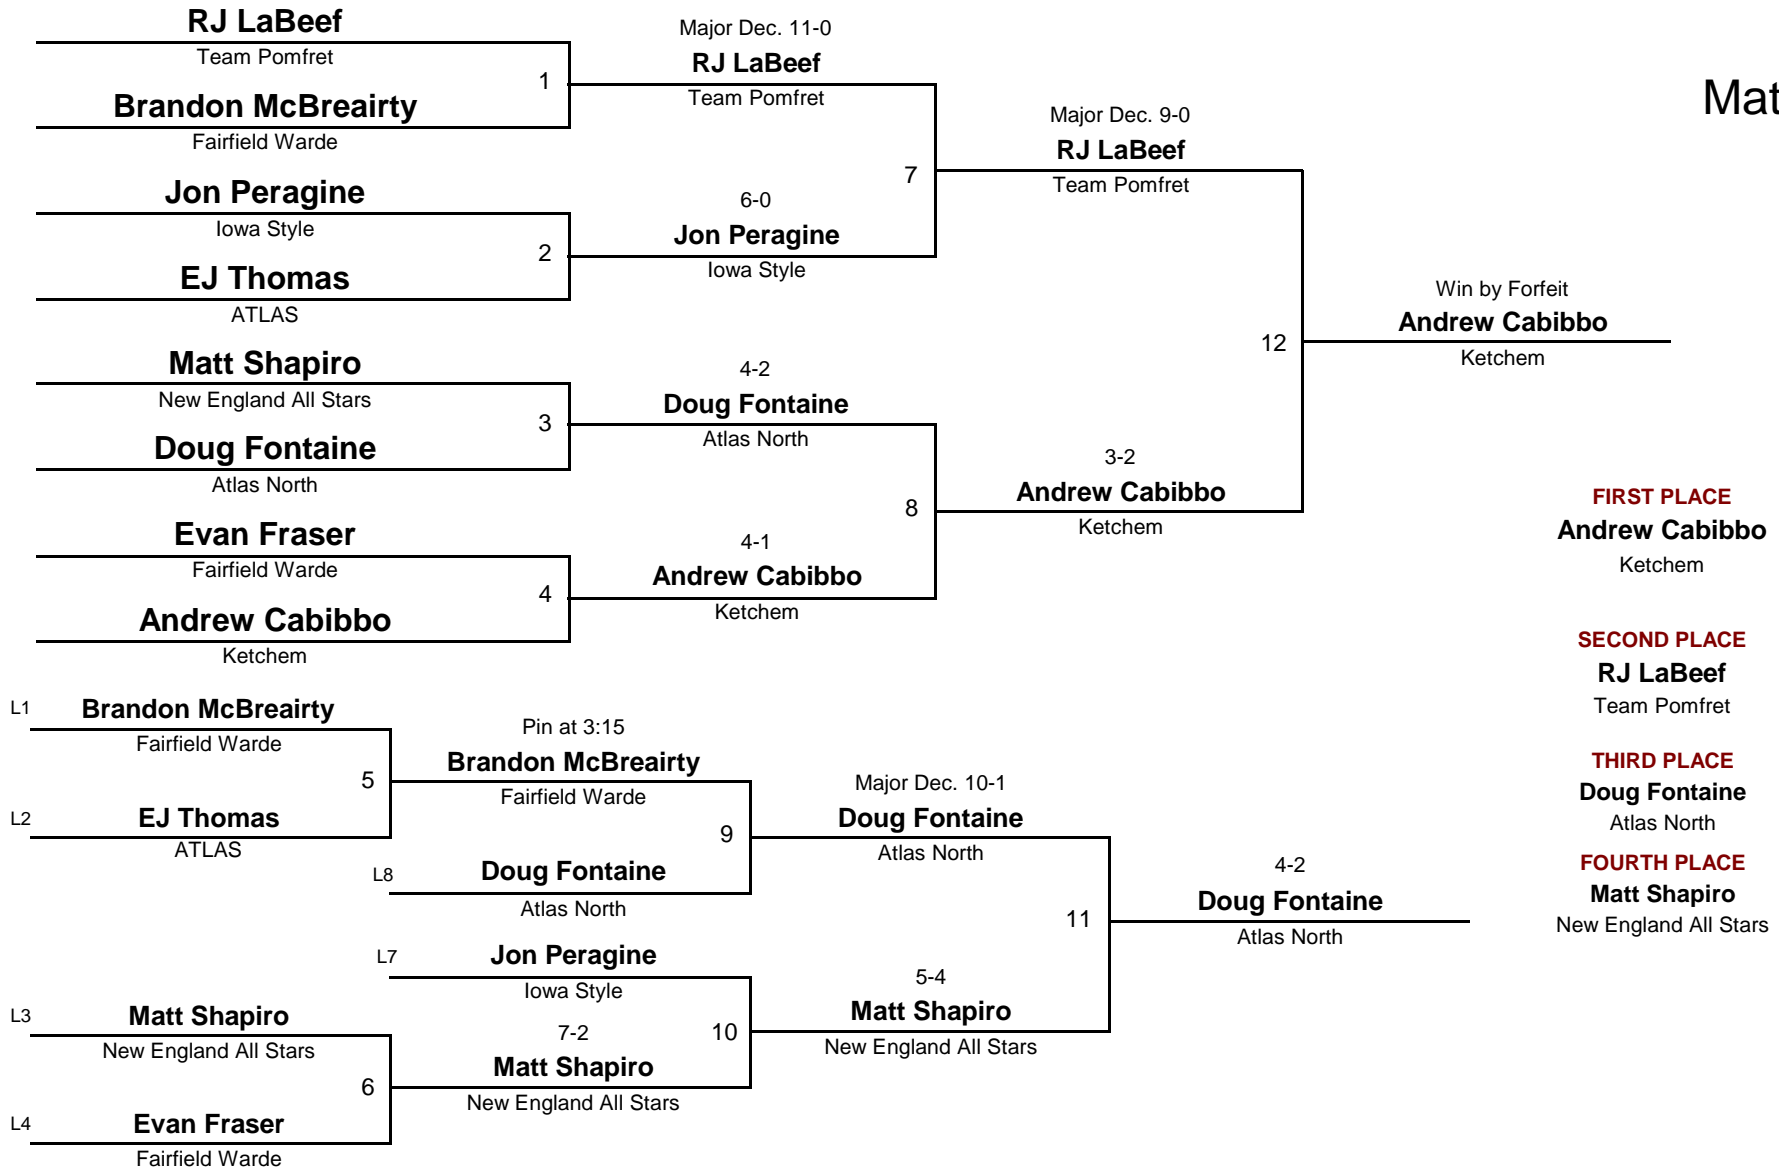 RJ LaBeef
Team Pomfret
1
Brandon McBreairty
Fairfield Warde
Jon Peragine
Iowa Style
2
EJ Thomas
ATLAS
Matt Shapiro
New England All Stars
3
Doug Fontaine
Atlas North
Evan Fraser
Fairfield Warde
4
Andrew Cabibbo
Ketchem
Major Dec. 11-0
RJ LaBeef
Team Pomfret
7
6-0
Jon Peragine
Iowa Style
4-2
Doug Fontaine
Atlas North
8
4-1
Andrew Cabibbo
Ketchem
Major Dec. 9-0
RJ LaBeef
Team Pomfret
12
3-2
Andrew Cabibbo
Ketchem
Win by Forfeit
Andrew Cabibbo
Ketchem
Mat
FIRST PLACE
Andrew Cabibbo
Ketchem
SECOND PLACE
RJ LaBeef
Team Pomfret
THIRD PLACE
Doug Fontaine
Atlas North
FOURTH PLACE
Matt Shapiro
New England All Stars
L1 Brandon McBreairty
Fairfield Warde
5
L2 EJ Thomas
ATLAS
L3 Matt Shapiro
New England All Stars
6
L4 Evan Fraser
Fairfield Warde
Pin at 3:15
Brandon McBreairty
Fairfield Warde
9
L8 Doug Fontaine
Atlas North
L7 Jon Peragine
Iowa Style
10
7-2
Matt Shapiro
New England All Stars
Major Dec. 10-1
Doug Fontaine
Atlas North
11
5-4
Matt Shapiro
New England All Stars
4-2
Doug Fontaine
Atlas North